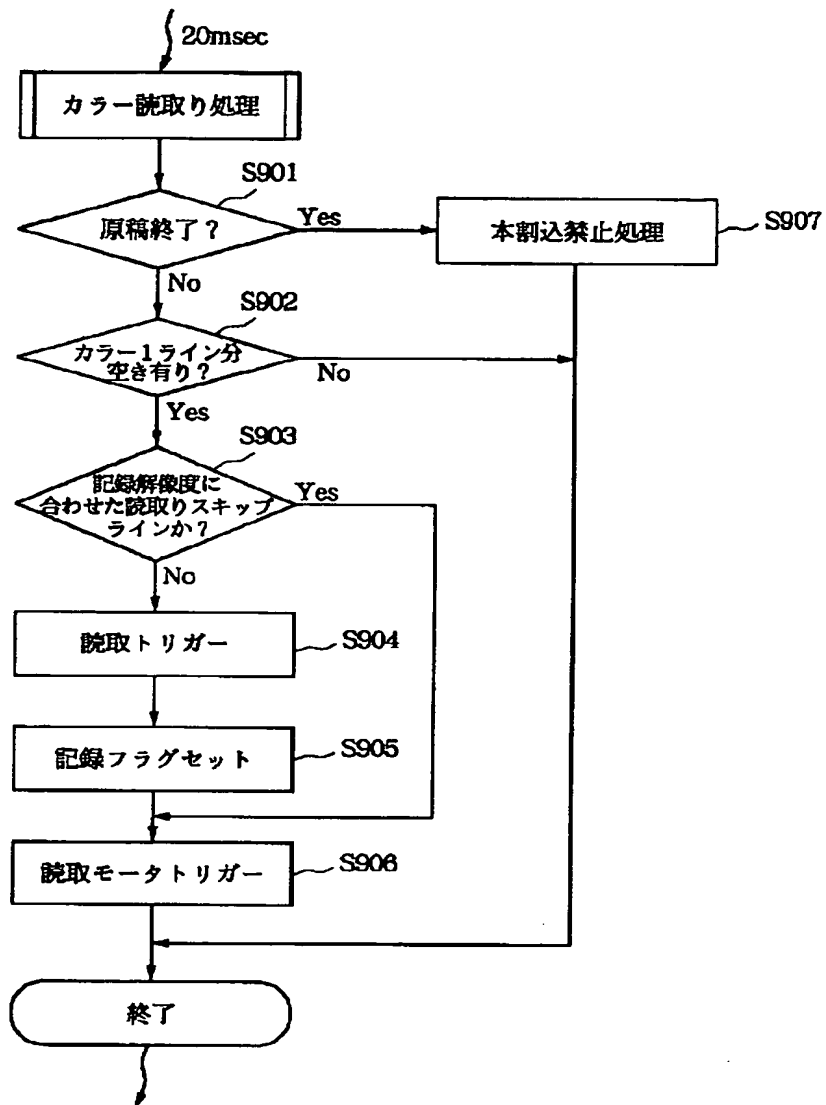 20msec
カラー読取り処理
S901
原稿終了？
Yes
本割込禁止処理
S907
No
S902
カラー１ライン分
空き有り？
No
Yes
S903
記録解像度に
合わせた読取りスキップ
ラインか？
Yes
No
読取トリガー
S904
記録フラグセット
S905
読取モータトリガー
S906
終了